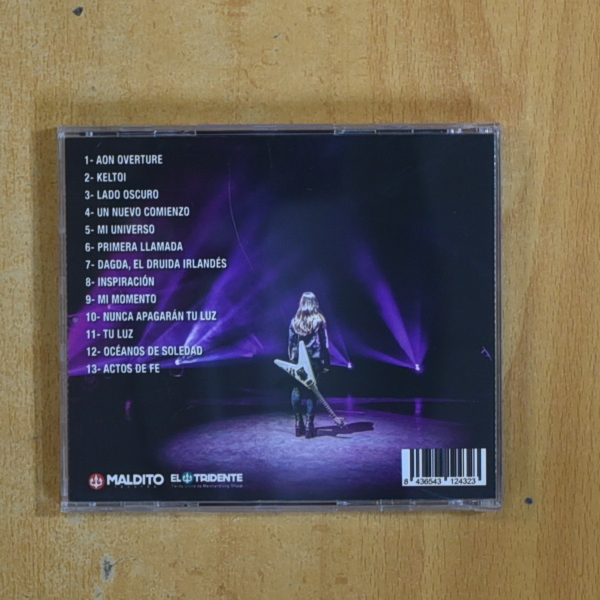 1- AON OVERTURE
2- KELTOI
3- LADO OSCURO
4- UN NUEVO COMIENZO
5- MI UNIVERSO
6- PRIMERA LLAMADA
7- DAGDA, EL DRUIDA IRLANDÉS
8- INSPIRACIÓN
9- MI MOMENTO
10- NUNCA APAGARÁN TU LUZ
11- TU LUZ
12- OCÉANOS DE SOLEDAD
13- ACTOS DE FE
MALDITO
EL TRIDENTE
8 436543 124323